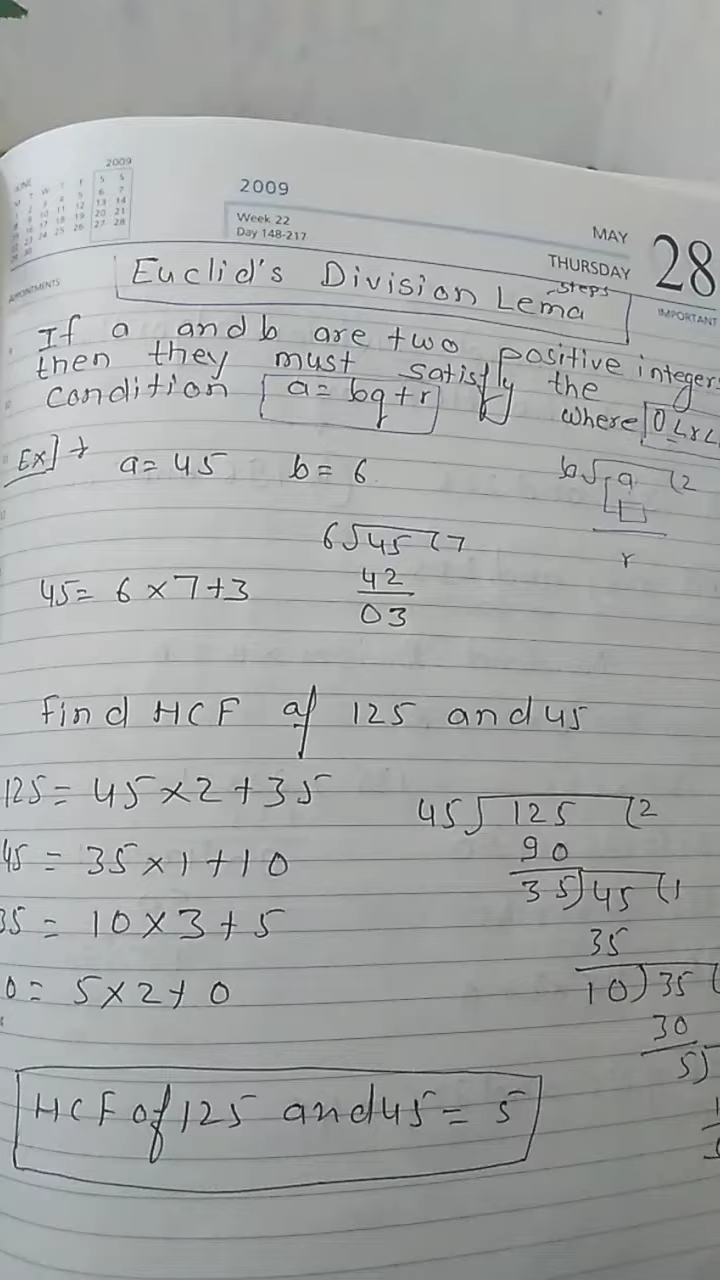 2009
JUNE
2009
Week 22
Day 148-217
MAY
THURSDAY
28
APPOINTMENTS
IMPORTANT
Euclid's Division Lema
steps
If a and b are two positive integers
then they must satisfy the
condition a = bq + r where 0 ≤ r <
Ex] → a = 45 b = 6
b a 2
r
6 45 7
42
03
45 = 6 × 7 + 3
Find HCF of 125 and 45
125 = 45 × 2 + 35
45 = 35 × 1 + 10
35 = 10 × 3 + 5
0 = 5 × 2 + 0
45 125 2
90
35 45 1
35
10 35
30
5
HCF of 125 and 45 = 5